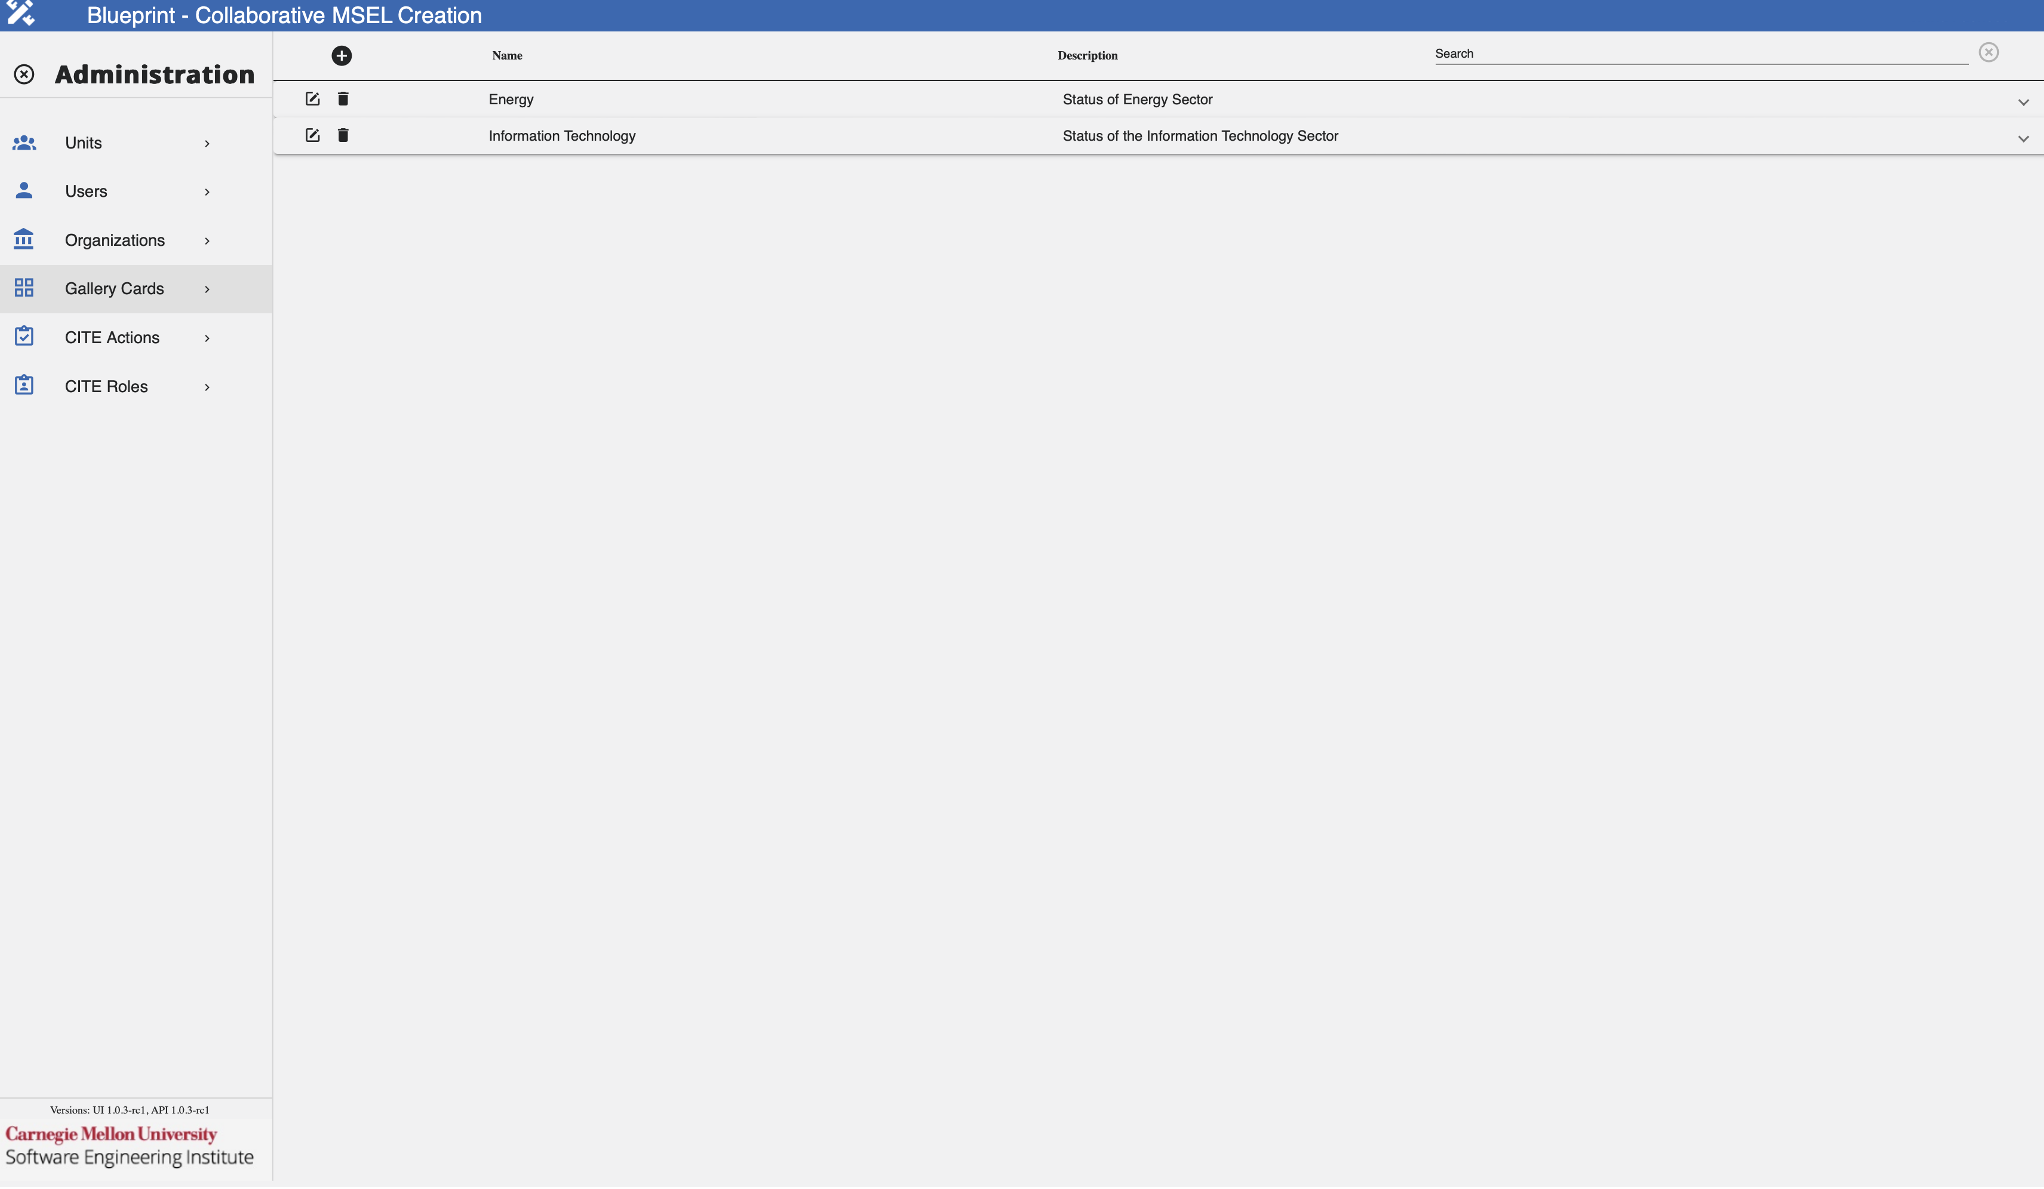 Blueprint - Collaborative MSEL Creation
Administration
Units
Users
Organizations
Gallery Cards
CITE Actions
CITE Roles
Name Description Search
Energy Status of Energy Sector
Information Technology Status of the Information Technology Sector
Versions: UI 1.0.3-rc1, API 1.0.3-rc1
Carnegie Mellon University
Software Engineering Institute